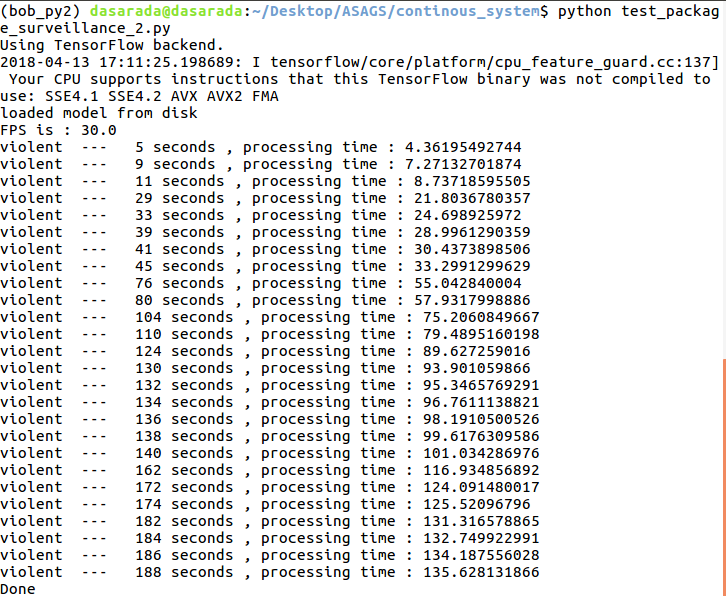 (bob_py2) dasarada@dasarada:~/Desktop/ASAGS/continous_system$ python test_packag
e_surveillance_2.py
Using TensorFlow backend.
2018-04-13 17:11:25.198689: I tensorflow/core/platform/cpu_feature_guard.cc:137]
 Your CPU supports instructions that this TensorFlow binary was not compiled to
use: SSE4.1 SSE4.2 AVX AVX2 FMA
loaded model from disk
FPS is : 30.0
violent  ---   5 seconds , processing time : 4.36195492744
violent  ---   9 seconds , processing time : 7.27132701874
violent  ---   11 seconds , processing time : 8.73718595505
violent  ---   29 seconds , processing time : 21.8036780357
violent  ---   33 seconds , processing time : 24.698925972
violent  ---   39 seconds , processing time : 28.9961290359
violent  ---   41 seconds , processing time : 30.4373898506
violent  ---   45 seconds , processing time : 33.2991299629
violent  ---   76 seconds , processing time : 55.042840004
violent  ---   80 seconds , processing time : 57.9317998886
violent  ---   104 seconds , processing time : 75.2060849667
violent  ---   110 seconds , processing time : 79.4895160198
violent  ---   124 seconds , processing time : 89.627259016
violent  ---   130 seconds , processing time : 93.901059866
violent  ---   132 seconds , processing time : 95.3465769291
violent  ---   134 seconds , processing time : 96.7611138821
violent  ---   136 seconds , processing time : 98.1910500526
violent  ---   138 seconds , processing time : 99.6176309586
violent  ---   140 seconds , processing time : 101.034286976
violent  ---   162 seconds , processing time : 116.934856892
violent  ---   172 seconds , processing time : 124.091480017
violent  ---   174 seconds , processing time : 125.52096796
violent  ---   182 seconds , processing time : 131.316578865
violent  ---   184 seconds , processing time : 132.749922991
violent  ---   186 seconds , processing time : 134.187556028
violent  ---   188 seconds , processing time : 135.628131866
Done